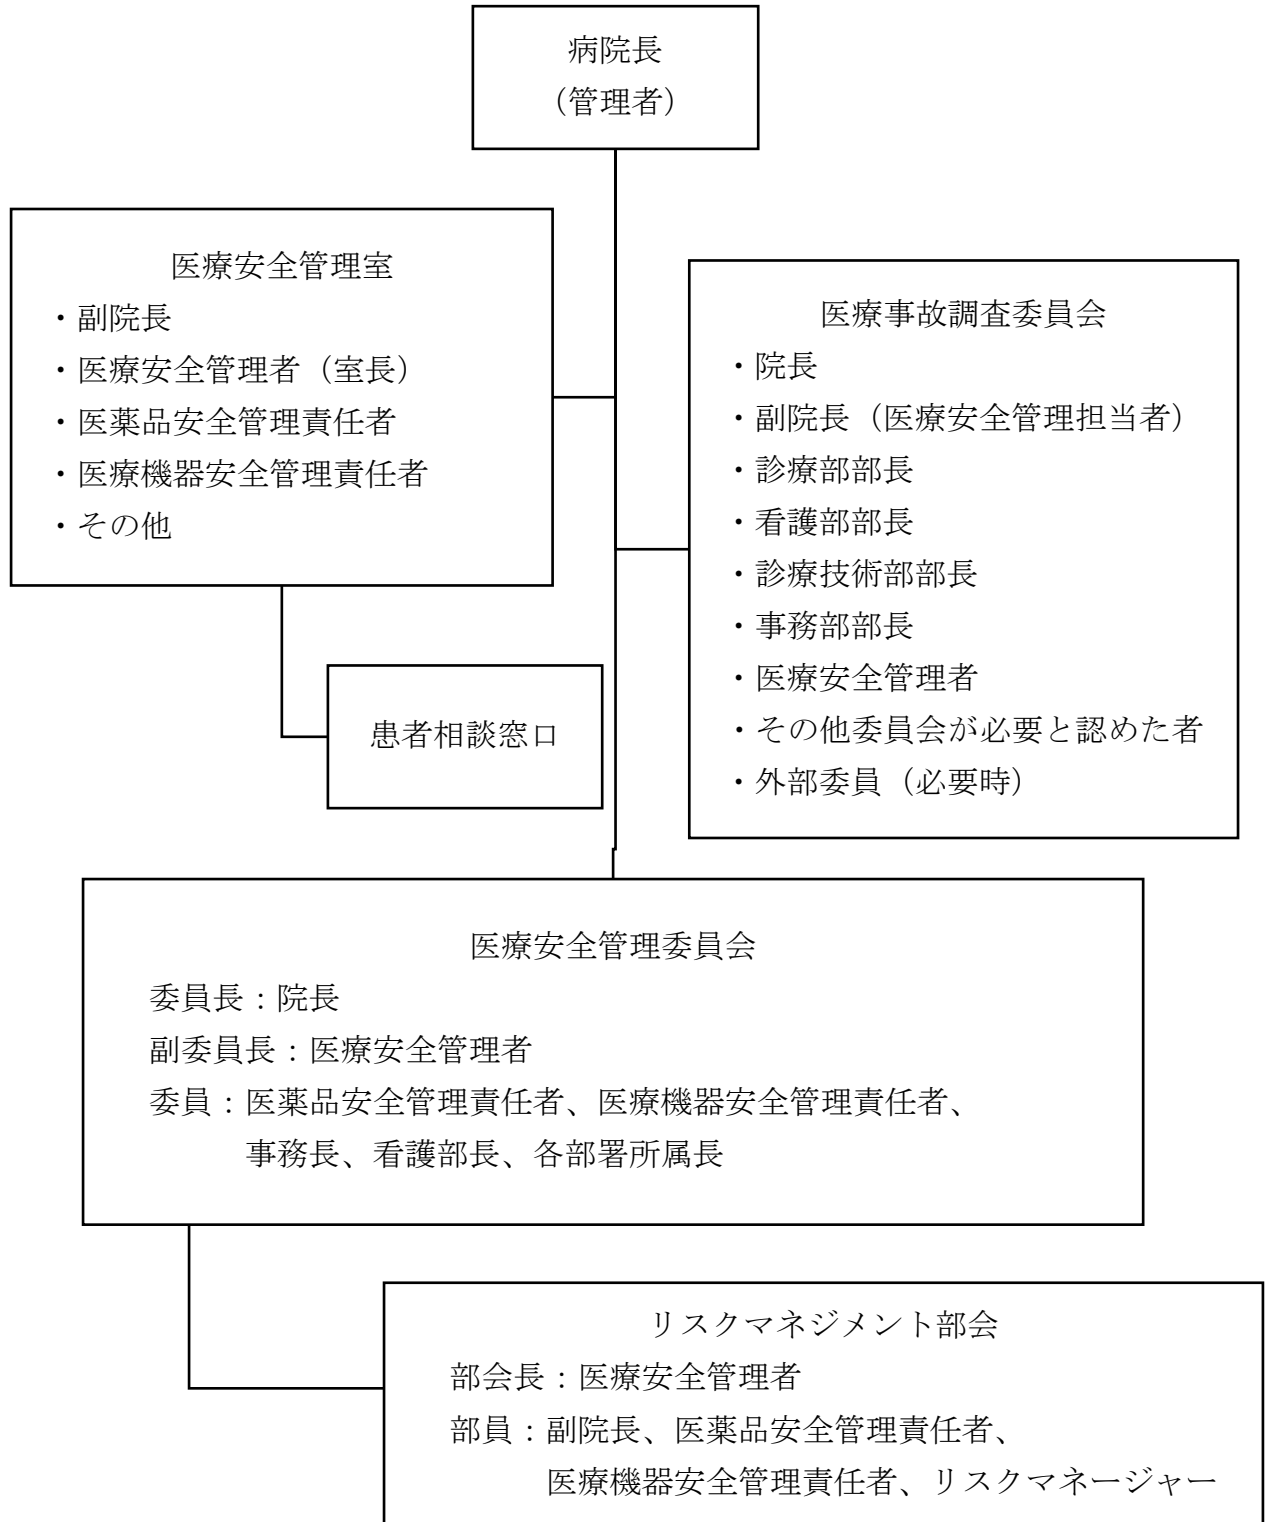 病院長
（管理者）
医療安全管理室
・副院長
・医療安全管理者（室長）
・医薬品安全管理責任者
・医療機器安全管理責任者
・その他
医療事故調査委員会
・院長
・副院長（医療安全管理担当者）
・診療部部長
・看護部部長
・診療技術部部長
・事務部部長
・医療安全管理者
・その他委員会が必要と認めた者
・外部委員（必要時）
患者相談窓口
医療安全管理委員会
委員長：院長
副委員長：医療安全管理者
委員：医薬品安全管理責任者、医療機器安全管理責任者、
事務長、看護部長、各部署所属長
リスクマネジメント部会
部会長：医療安全管理者
部員：副院長、医薬品安全管理責任者、
医療機器安全管理責任者、リスクマネージャー